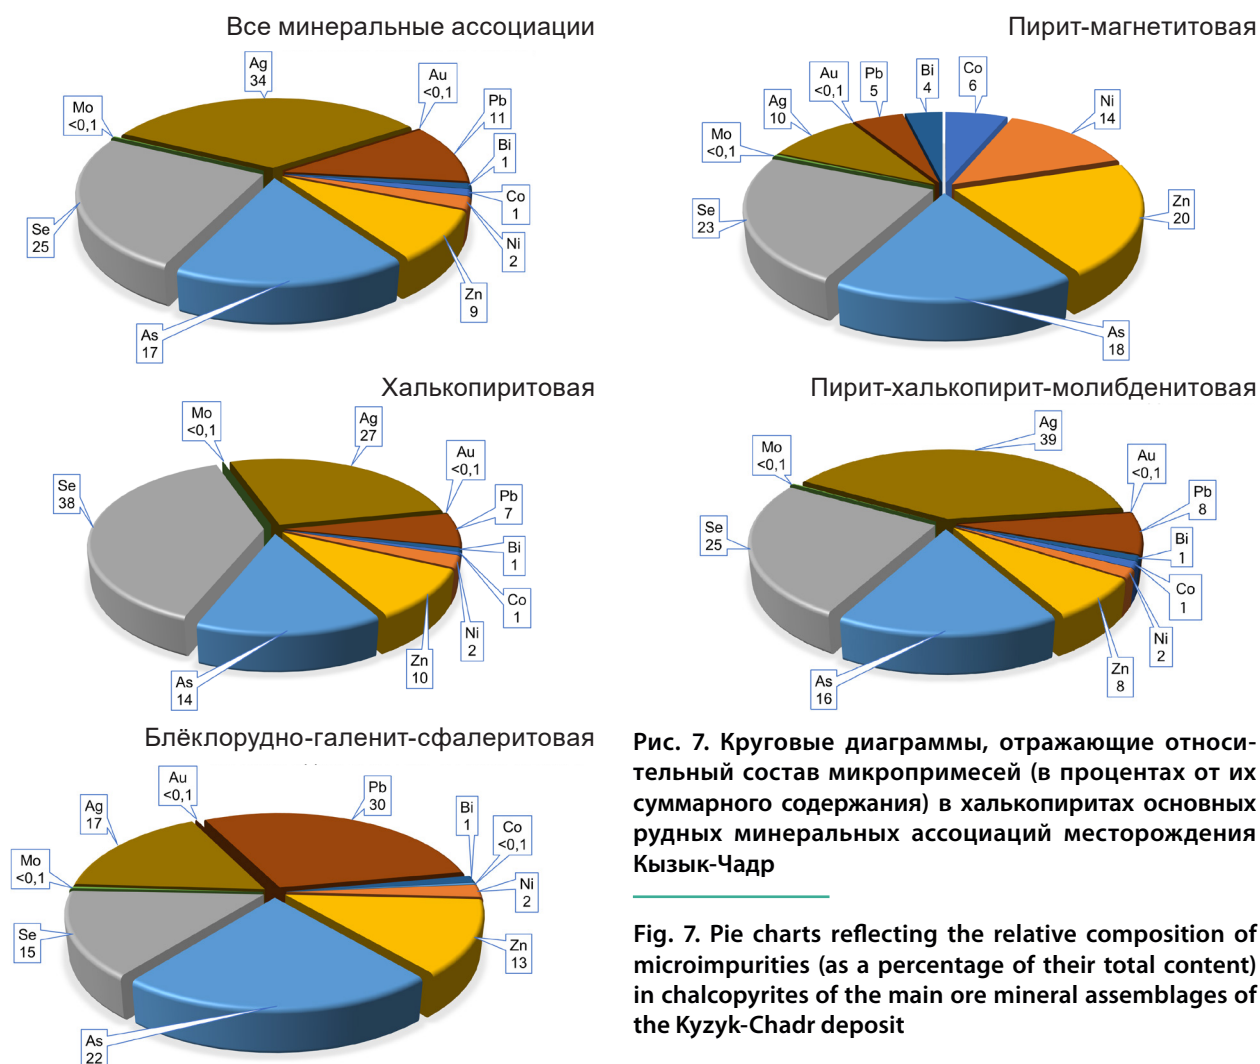 Все минеральные ассоциации
Ag
34
Au
<0,1
Pb
11
Bi
1
Co
1
Ni
2
Zn
9
As
17
Se
25
Mo
<0,1
Пирит-магнетитовая
Co
6
Ni
14
Zn
20
As
18
Se
23
Mo
<0,1
Ag
10
Au
<0,1
Pb
5
Bi
4
Халькопиритовая
Mo
<0,1
Ag
27
Au
<0,1
Pb
7
Bi
1
Co
1
Ni
2
Zn
10
As
14
Se
38
Пирит-халькопирит-молибденитовая
Ag
39
Au
<0,1
Pb
8
Bi
1
Co
1
Ni
2
Zn
8
As
16
Se
25
Mo
<0,1
Блёклорудно-галенит-сфалеритовая
Au
<0,1
Pb
30
Bi
1
Co
<0,1
Ni
2
Zn
13
As
22
Se
15
Mo
<0,1
Ag
17
Рис. 7. Круговые диаграммы, отражающие относи-
тельный состав микропримесей (в процентах от их
суммарного содержания) в халькопиритах основных
рудных минеральных ассоциаций месторождения
Кызык-Чадр
Fig. 7. Pie charts reflecting the relative composition of
microimpurities (as a percentage of their total content)
in chalcopyrites of the main ore mineral assemblages of
the Kyzyk-Chadr deposit